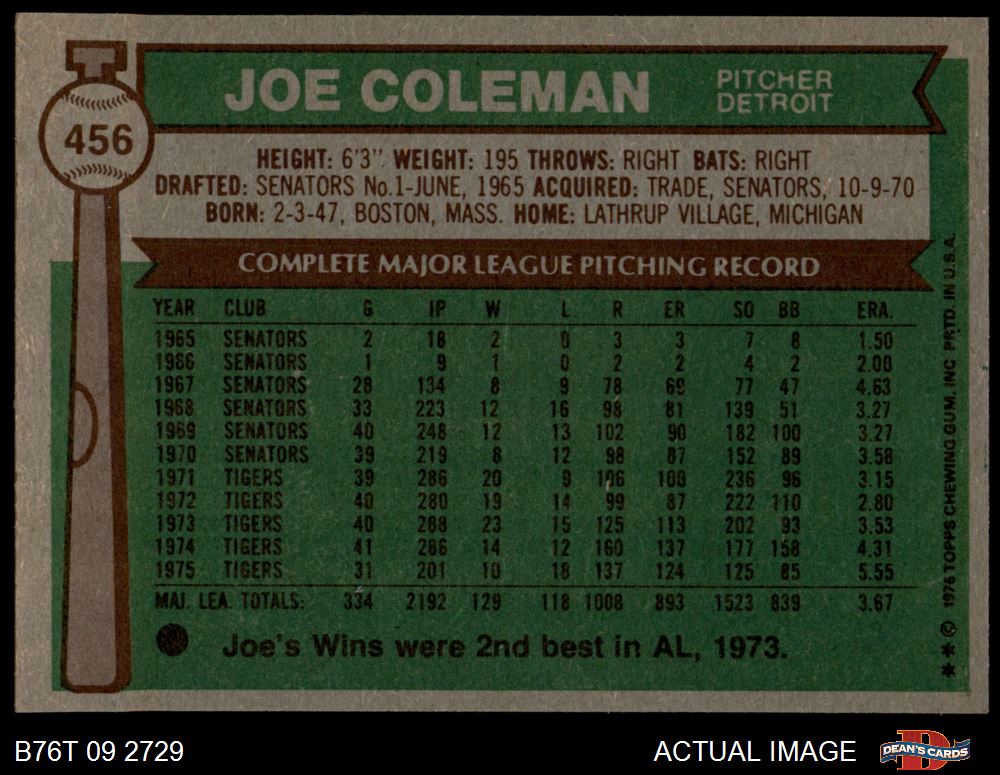 JOE COLEMAN
PITCHER
DETROIT
456
HEIGHT: 6'3" WEIGHT: 195 THROWS: RIGHT BATS: RIGHT
DRAFTED: SENATORS No.1-JUNE, 1965 ACQUIRED: TRADE, SENATORS, 10-9-70
BORN: 2-3-47, BOSTON, MASS. HOME: LATHRUP VILLAGE, MICHIGAN
COMPLETE MAJOR LEAGUE PITCHING RECORD
YEAR CLUB G IP W L R ER SO BB ERA.
1965 SENATORS 2 18 2 0 3 3 7 8 1.50
1966 SENATORS 1 9 1 0 2 2 4 2 2.00
1967 SENATORS 28 134 8 9 78 69 77 47 4.63
1968 SENATORS 33 223 12 16 98 81 139 51 3.27
1969 SENATORS 40 248 12 13 102 90 182 100 3.27
1970 SENATORS 39 219 8 12 98 87 152 89 3.58
1971 TIGERS 39 286 20 9 106 100 236 96 3.15
1972 TIGERS 40 280 19 14 99 87 222 110 2.80
1973 TIGERS 40 288 23 15 125 113 202 93 3.53
1974 TIGERS 41 286 14 12 160 137 177 158 4.31
1975 TIGERS 31 201 10 18 137 124 125 85 5.55
MAJ. LEA. TOTALS: 334 2192 129 118 1008 893 1523 839 3.67
Joe's Wins were 2nd best in AL, 1973.
* * © 1976 TOPPS CHEWING GUM, INC PRTD. IN U.S.A.
B76T 09 2729
ACTUAL IMAGE
DEAN'S CARDS